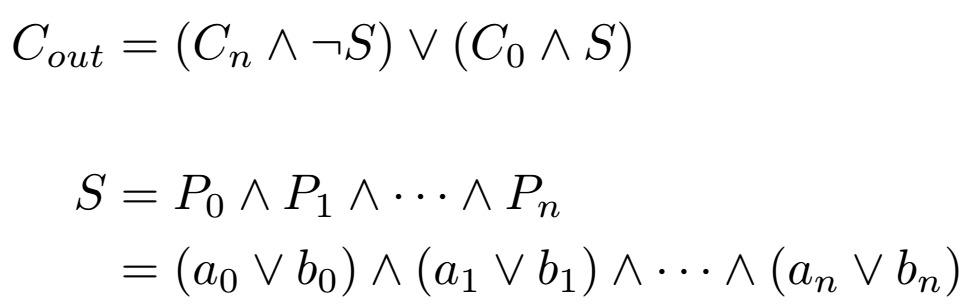 C_{out} = (C_n ∧ ¬S) ∨ (C_0 ∧ S)
S = P_0 ∧ P_1 ∧ ⋯ ∧ P_n
= (a_0 ∨ b_0) ∧ (a_1 ∨ b_1) ∧ ⋯ ∧ (a_n ∨ b_n)